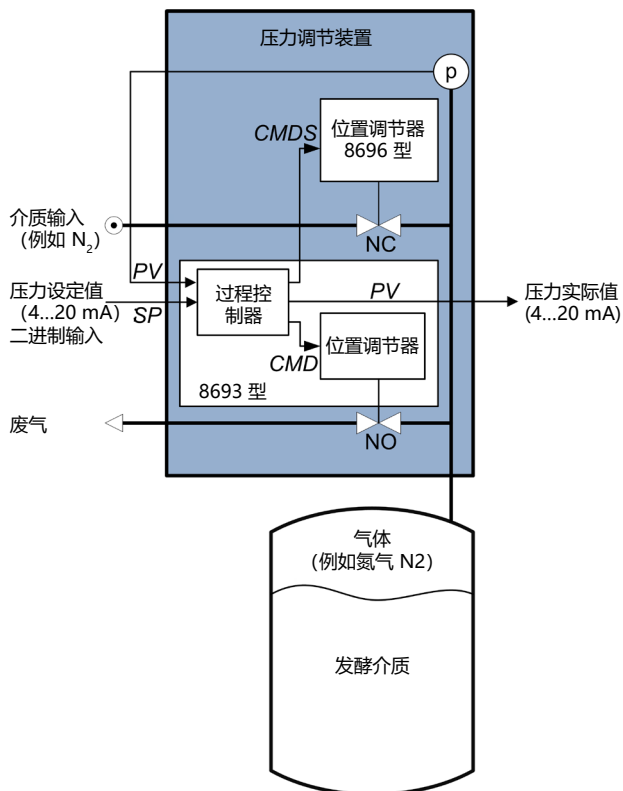 压力调节装置
p
位置调节器
8696 型
CMDS
介质输入
（例如 N₂）
NC
PV
压力设定值
（4…20 mA）
二进制输入
SP
过程控
制器
PV
压力实际值
(4…20 mA)
CMD
位置调节器
8693 型
废气
NO
气体
（例如氮气 N2）
发酵介质